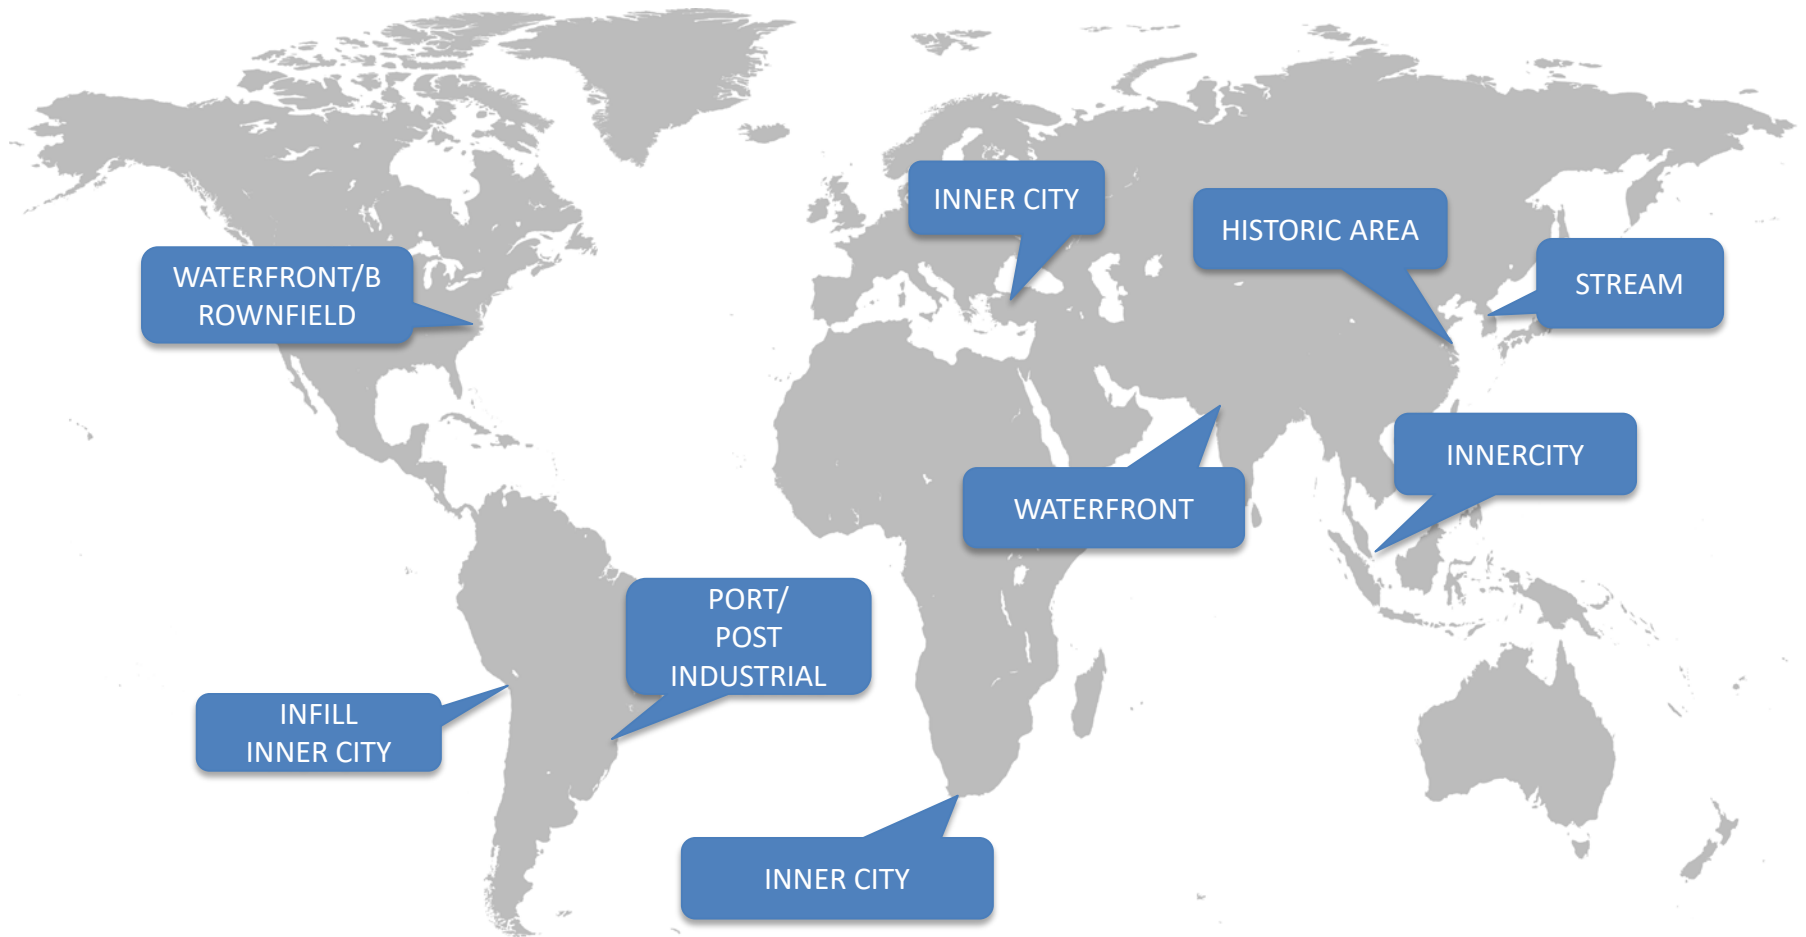 INNER CITY
HISTORIC AREA
WATERFRONT/B
ROWNFIELD
STREAM
INNERCITY
WATERFRONT
PORT/
POST
INDUSTRIAL
INFILL
INNER CITY
INNER CITY